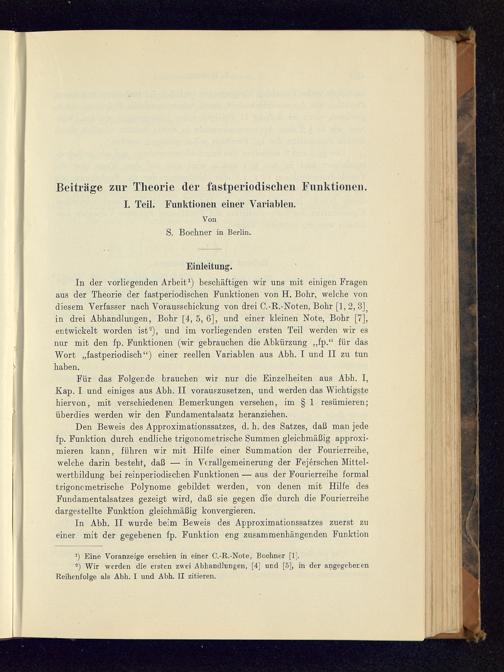 Beiträge zur Theorie der fastperiodischen Funktionen.
I. Teil. Funktionen einer Variablen.
Von
S. Bochner in Berlin.
Einleitung.
In der vorliegenden Arbeit¹) beschäftigen wir uns mit einigen Fragen
aus der Theorie der fastperiodischen Funktionen von H. Bohr, welche von
diesem Verfasser nach Vorausschickung von drei C.-R.-Noten, Bohr [1, 2, 3],
in drei Abhandlungen, Bohr [4, 5, 6], und einer kleinen Note, Bohr [7],
entwickelt worden ist²), und im vorliegenden ersten Teil werden wir es
nur mit den fp. Funktionen (wir gebrauchen die Abkürzung „fp.“ für das
Wort „fastperiodisch“) einer reellen Variablen aus Abh. I und II zu tun
haben.
Für das Folgende brauchen wir nur die Einzelheiten aus Abh. I,
Kap. I und einiges aus Abh. II vorauszusetzen, und werden das Wichtigste
hiervon, mit verschiedenen Bemerkungen versehen, im § 1 resümieren;
überdies werden wir den Fundamentalsatz heranziehen.
Den Beweis des Approximationssatzes, d. h. des Satzes, daß man jede
fp. Funktion durch endliche trigonometrische Summen gleichmäßig approxi-
mieren kann, führen wir mit Hilfe einer Summation der Fourierreihe,
welche darin besteht, daß — in Verallgemeinerung der Fejérschen Mittel-
wertbildung bei reinperiodischen Funktionen — aus der Fourierreihe formal
trigonometrische Polynome gebildet werden, von denen mit Hilfe des
Fundamentalsatzes gezeigt wird, daß sie gegen die durch die Fourierreihe
dargestellte Funktion gleichmäßig konvergieren.
In Abh. II wurde beim Beweis des Approximationssatzes zuerst zu
einer mit der gegebenen fp. Funktion eng zusammenhängenden Funktion
¹) Eine Voranzeige erschien in einer C.-R.-Note, Bochner [1].
²) Wir werden die ersten zwei Abhandlungen, [4] und [5], in der angegebenen
Reihenfolge als Abh. I und Abh. II zitieren.